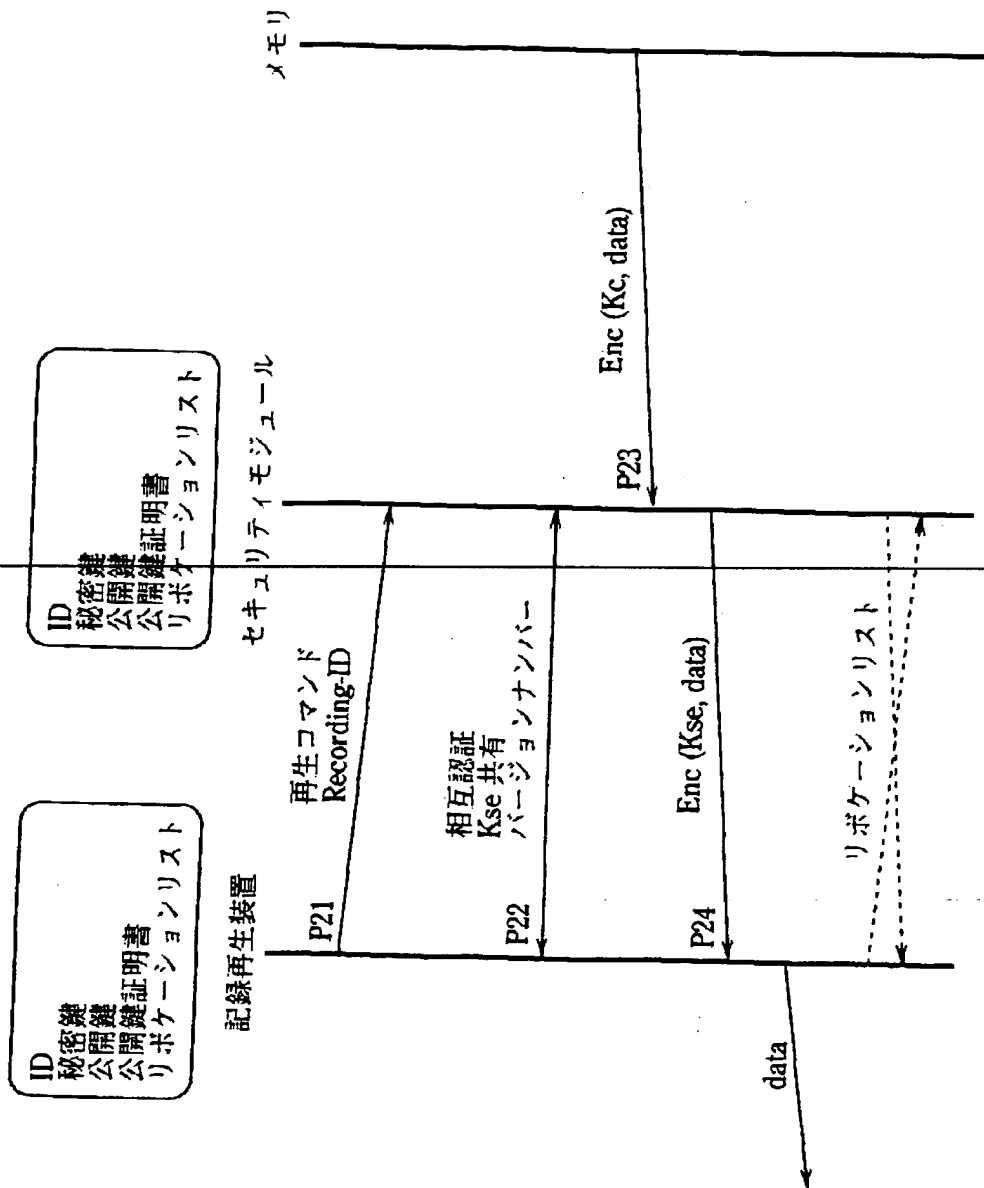 ID
秘密鍵
公開鍵
公開鍵証明書
リボケーションリスト
記録再生装置
ID
秘密鍵
公開鍵
公開鍵証明書
リボケーションリスト
セキュリティモジュール
メモリ
P21
再生コマンド
Recording-ID
P22
相互認証
Kse 共有
バージョンナンバー
P23
Enc (Kc, data)
P24
Enc (Kse, data)
data
リボケーションリスト